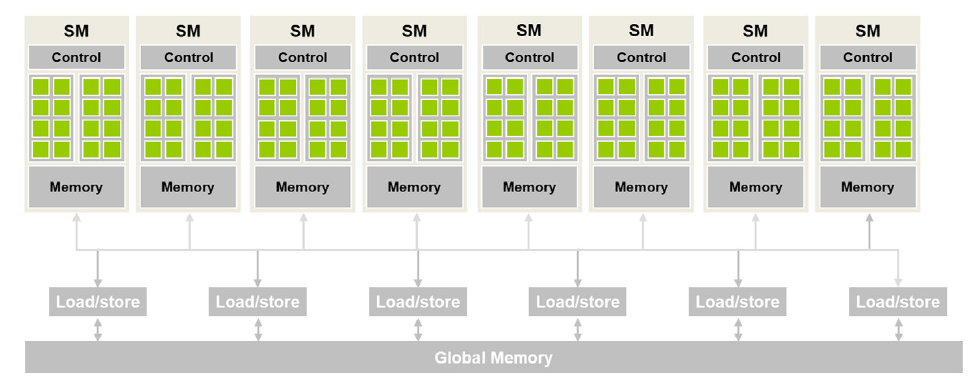 SM SM SM SM SM SM SM SM
Control Control Control Control Control Control Control Control
Memory Memory Memory Memory Memory Memory Memory Memory
Load/store Load/store Load/store Load/store Load/store Load/store
Global Memory